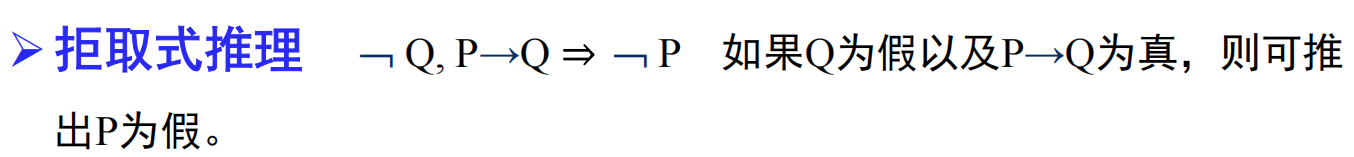 ➢ 拒取式推理 ﹁ Q, P→Q ⇒ ﹁ P 如果Q为假以及P→Q为真，则可推
出P为假。